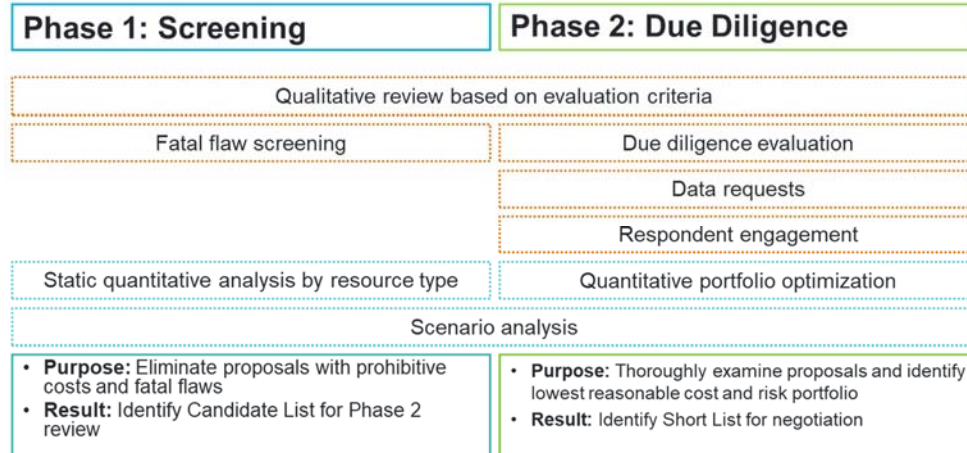 Phase 1: Screening
Phase 2: Due Diligence
Qualitative review based on evaluation criteria
Fatal flaw screening
Due diligence evaluation
Data requests
Respondent engagement
Static quantitative analysis by resource type
Quantitative portfolio optimization
Scenario analysis
• Purpose: Eliminate proposals with prohibitive
costs and fatal flaws
• Result: Identify Candidate List for Phase 2
review
• Purpose: Thoroughly examine proposals and identify
lowest reasonable cost and risk portfolio
• Result: Identify Short List for negotiation